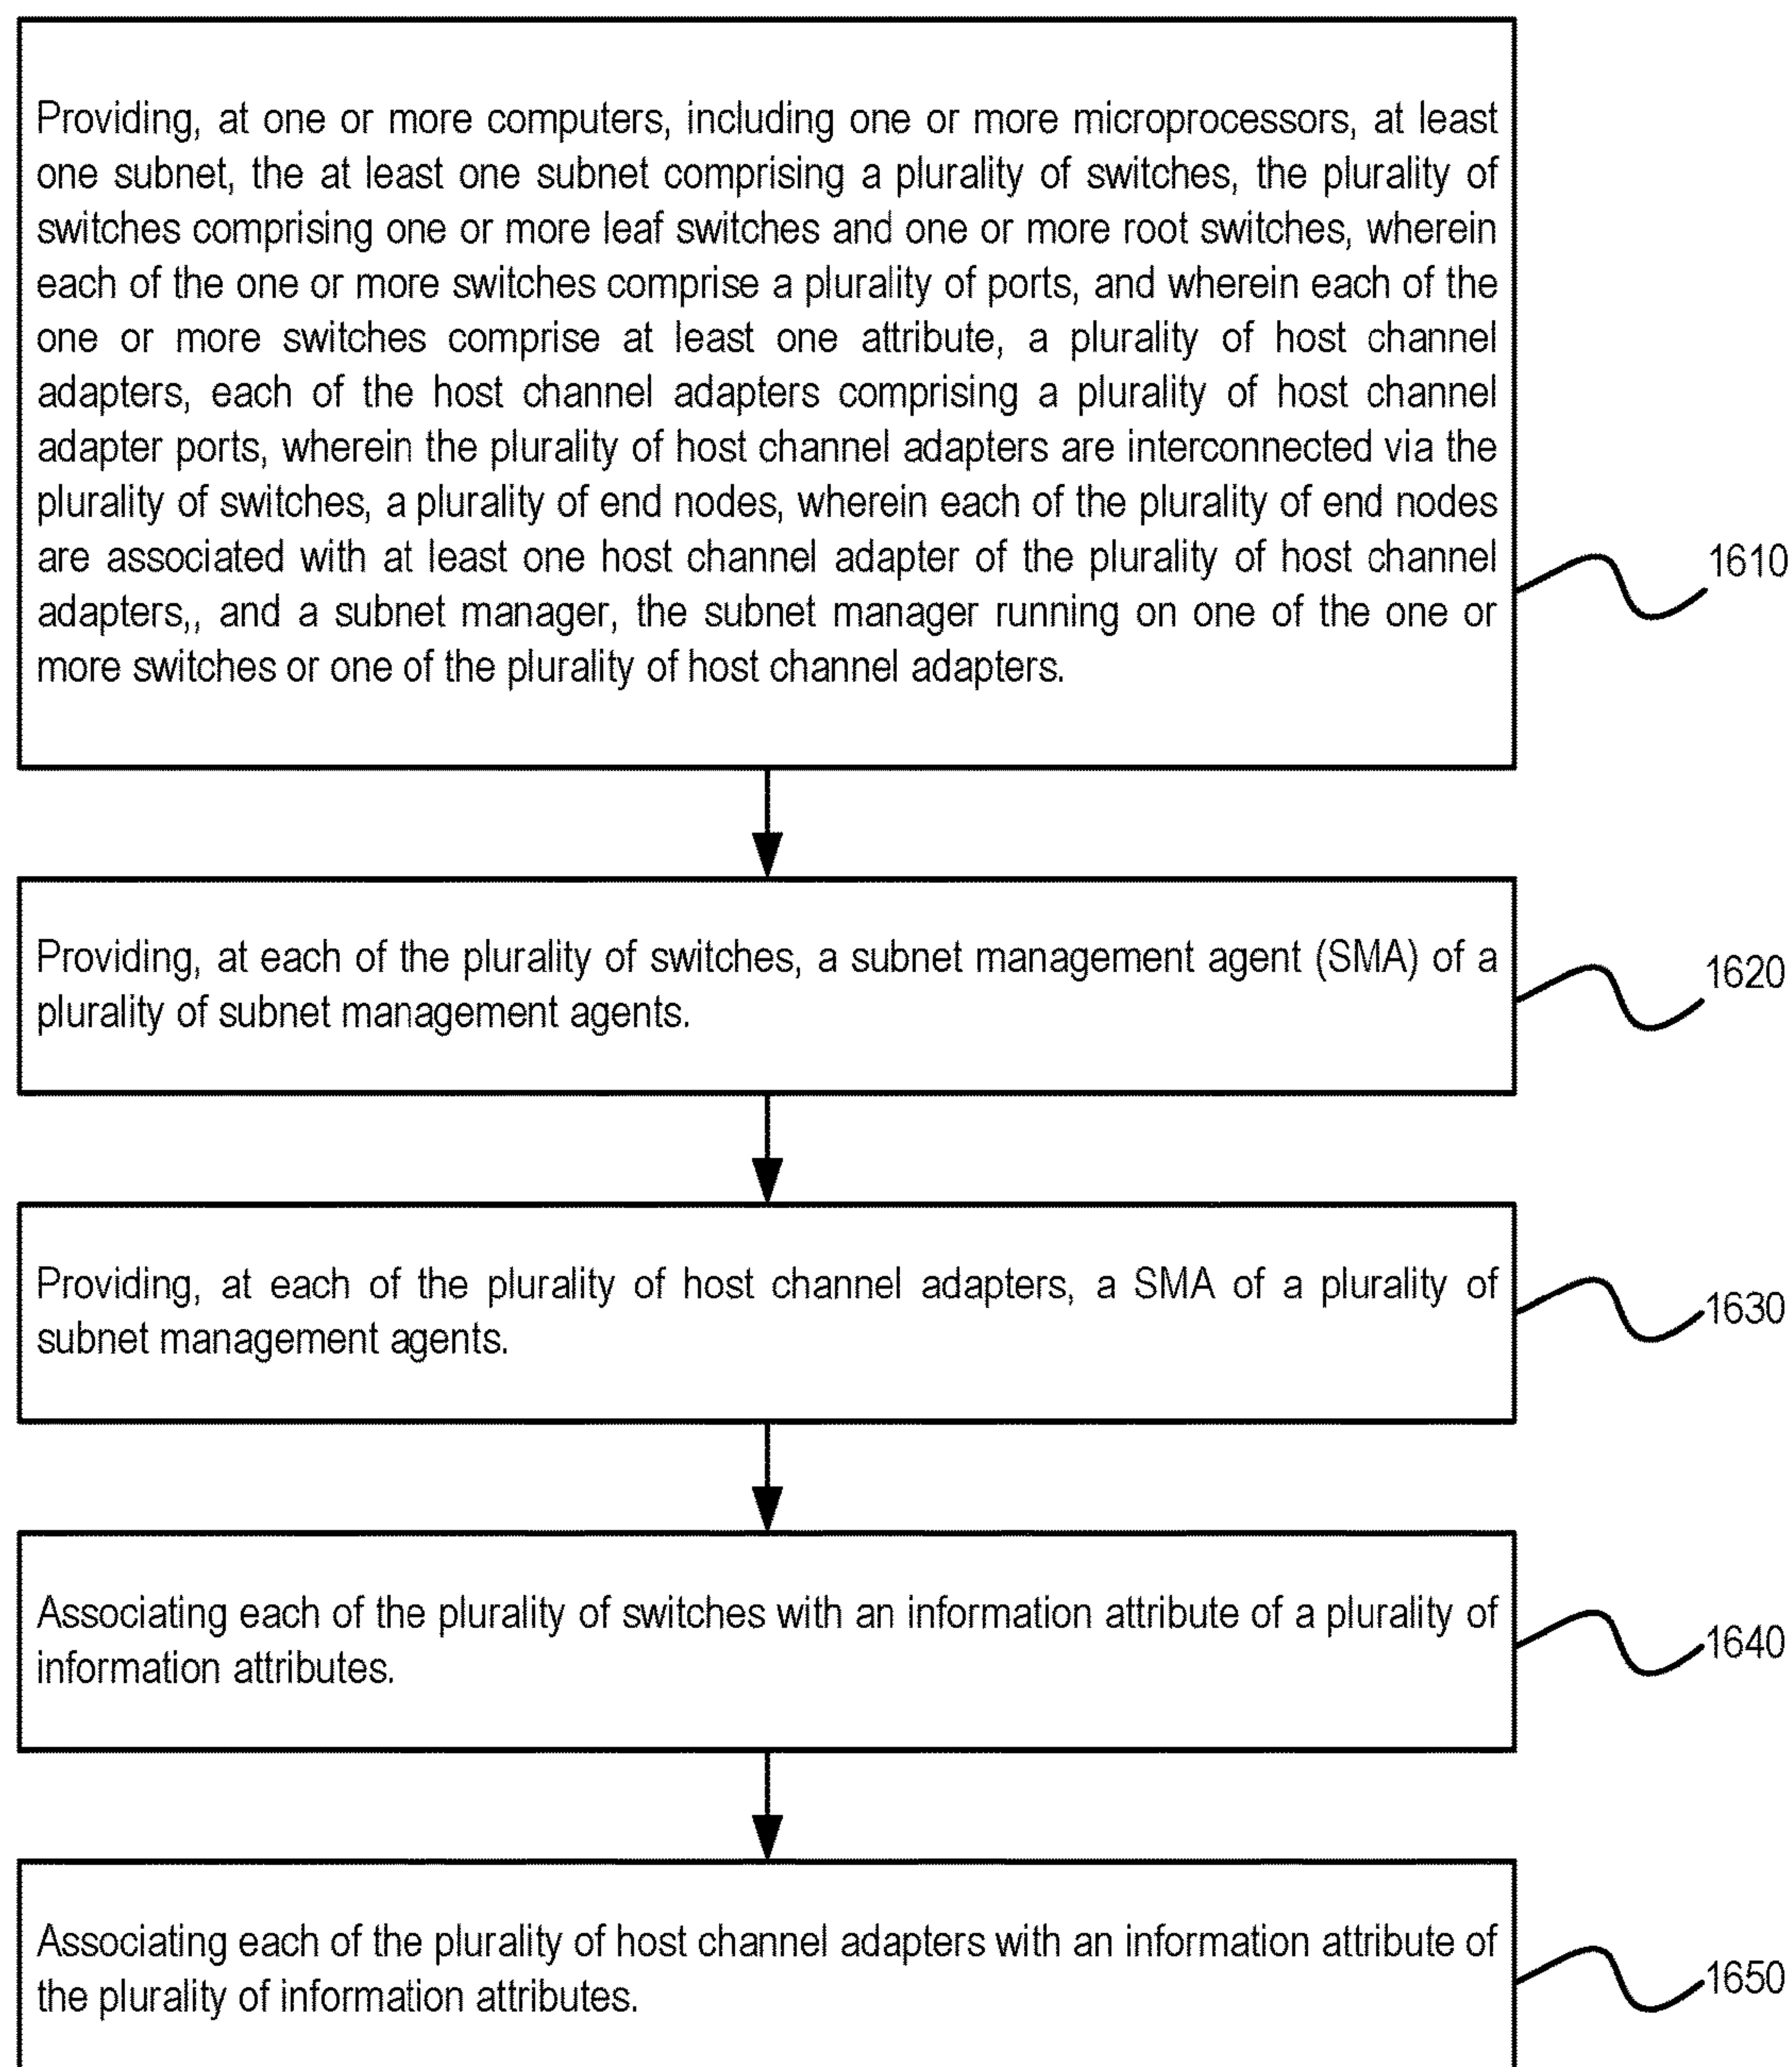 Providing, at one or more computers, including one or more microprocessors, at least
one subnet, the at least one subnet comprising a plurality of switches, the plurality of
switches comprising one or more leaf switches and one or more root switches, wherein
each of the one or more switches comprise a plurality of ports, and wherein each of the
one or more switches comprise at least one attribute, a plurality of host channel
adapters, each of the host channel adapters comprising a plurality of host channel
adapter ports, wherein the plurality of host channel adapters are interconnected via the
plurality of switches, a plurality of end nodes, wherein each of the plurality of end nodes
are associated with at least one host channel adapter of the plurality of host channel
adapters,, and a subnet manager, the subnet manager running on one of the one or
more switches or one of the plurality of host channel adapters.
1610
Providing, at each of the plurality of switches, a subnet management agent (SMA) of a
plurality of subnet management agents.
1620
Providing, at each of the plurality of host channel adapters, a SMA of a plurality of
subnet management agents.
1630
Associating each of the plurality of switches with an information attribute of a plurality of
information attributes.
1640
Associating each of the plurality of host channel adapters with an information attribute of
the plurality of information attributes.
1650